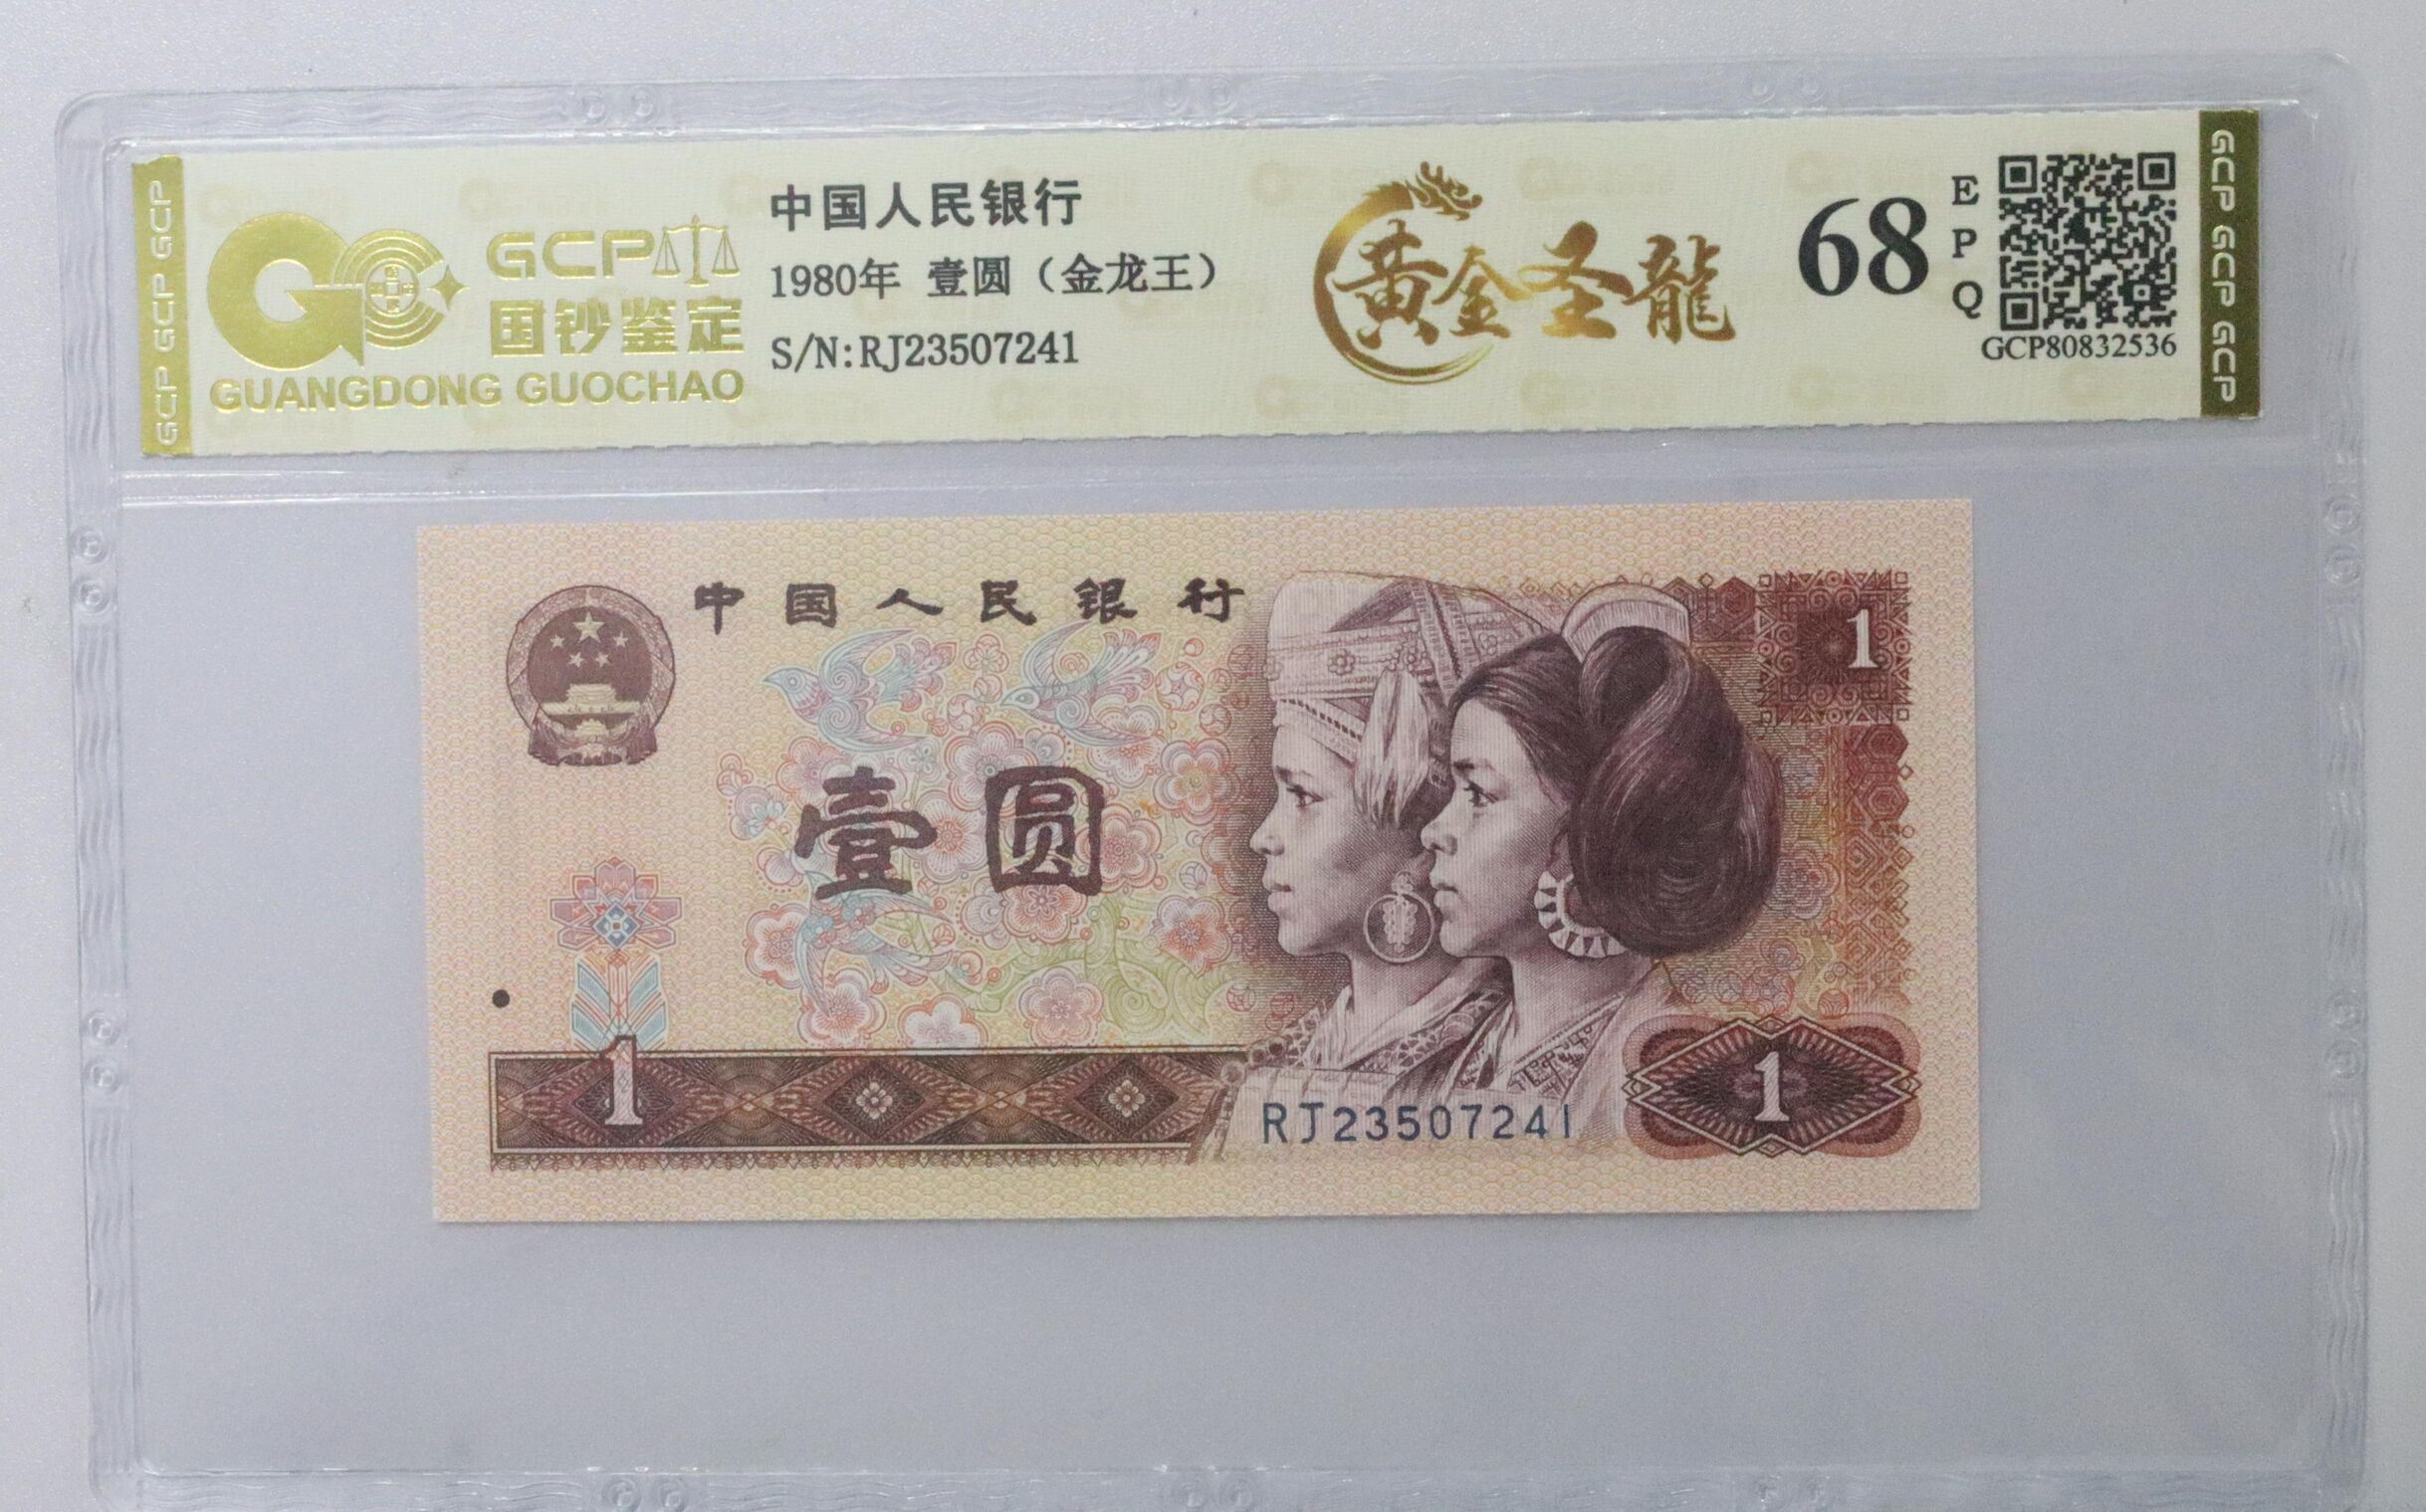 GCP GCP GCP
GCP
国钞鉴定
GUANGDONG GUOCHAO
中国人民银行
1980年 壹圆（金龙王）
S/N:RJ23507241
黄金圣龍
68
E
P
Q
GCP80832536
GCP GCP GCP
中国人民银行
1
壹圆
1
1
RJ23507241